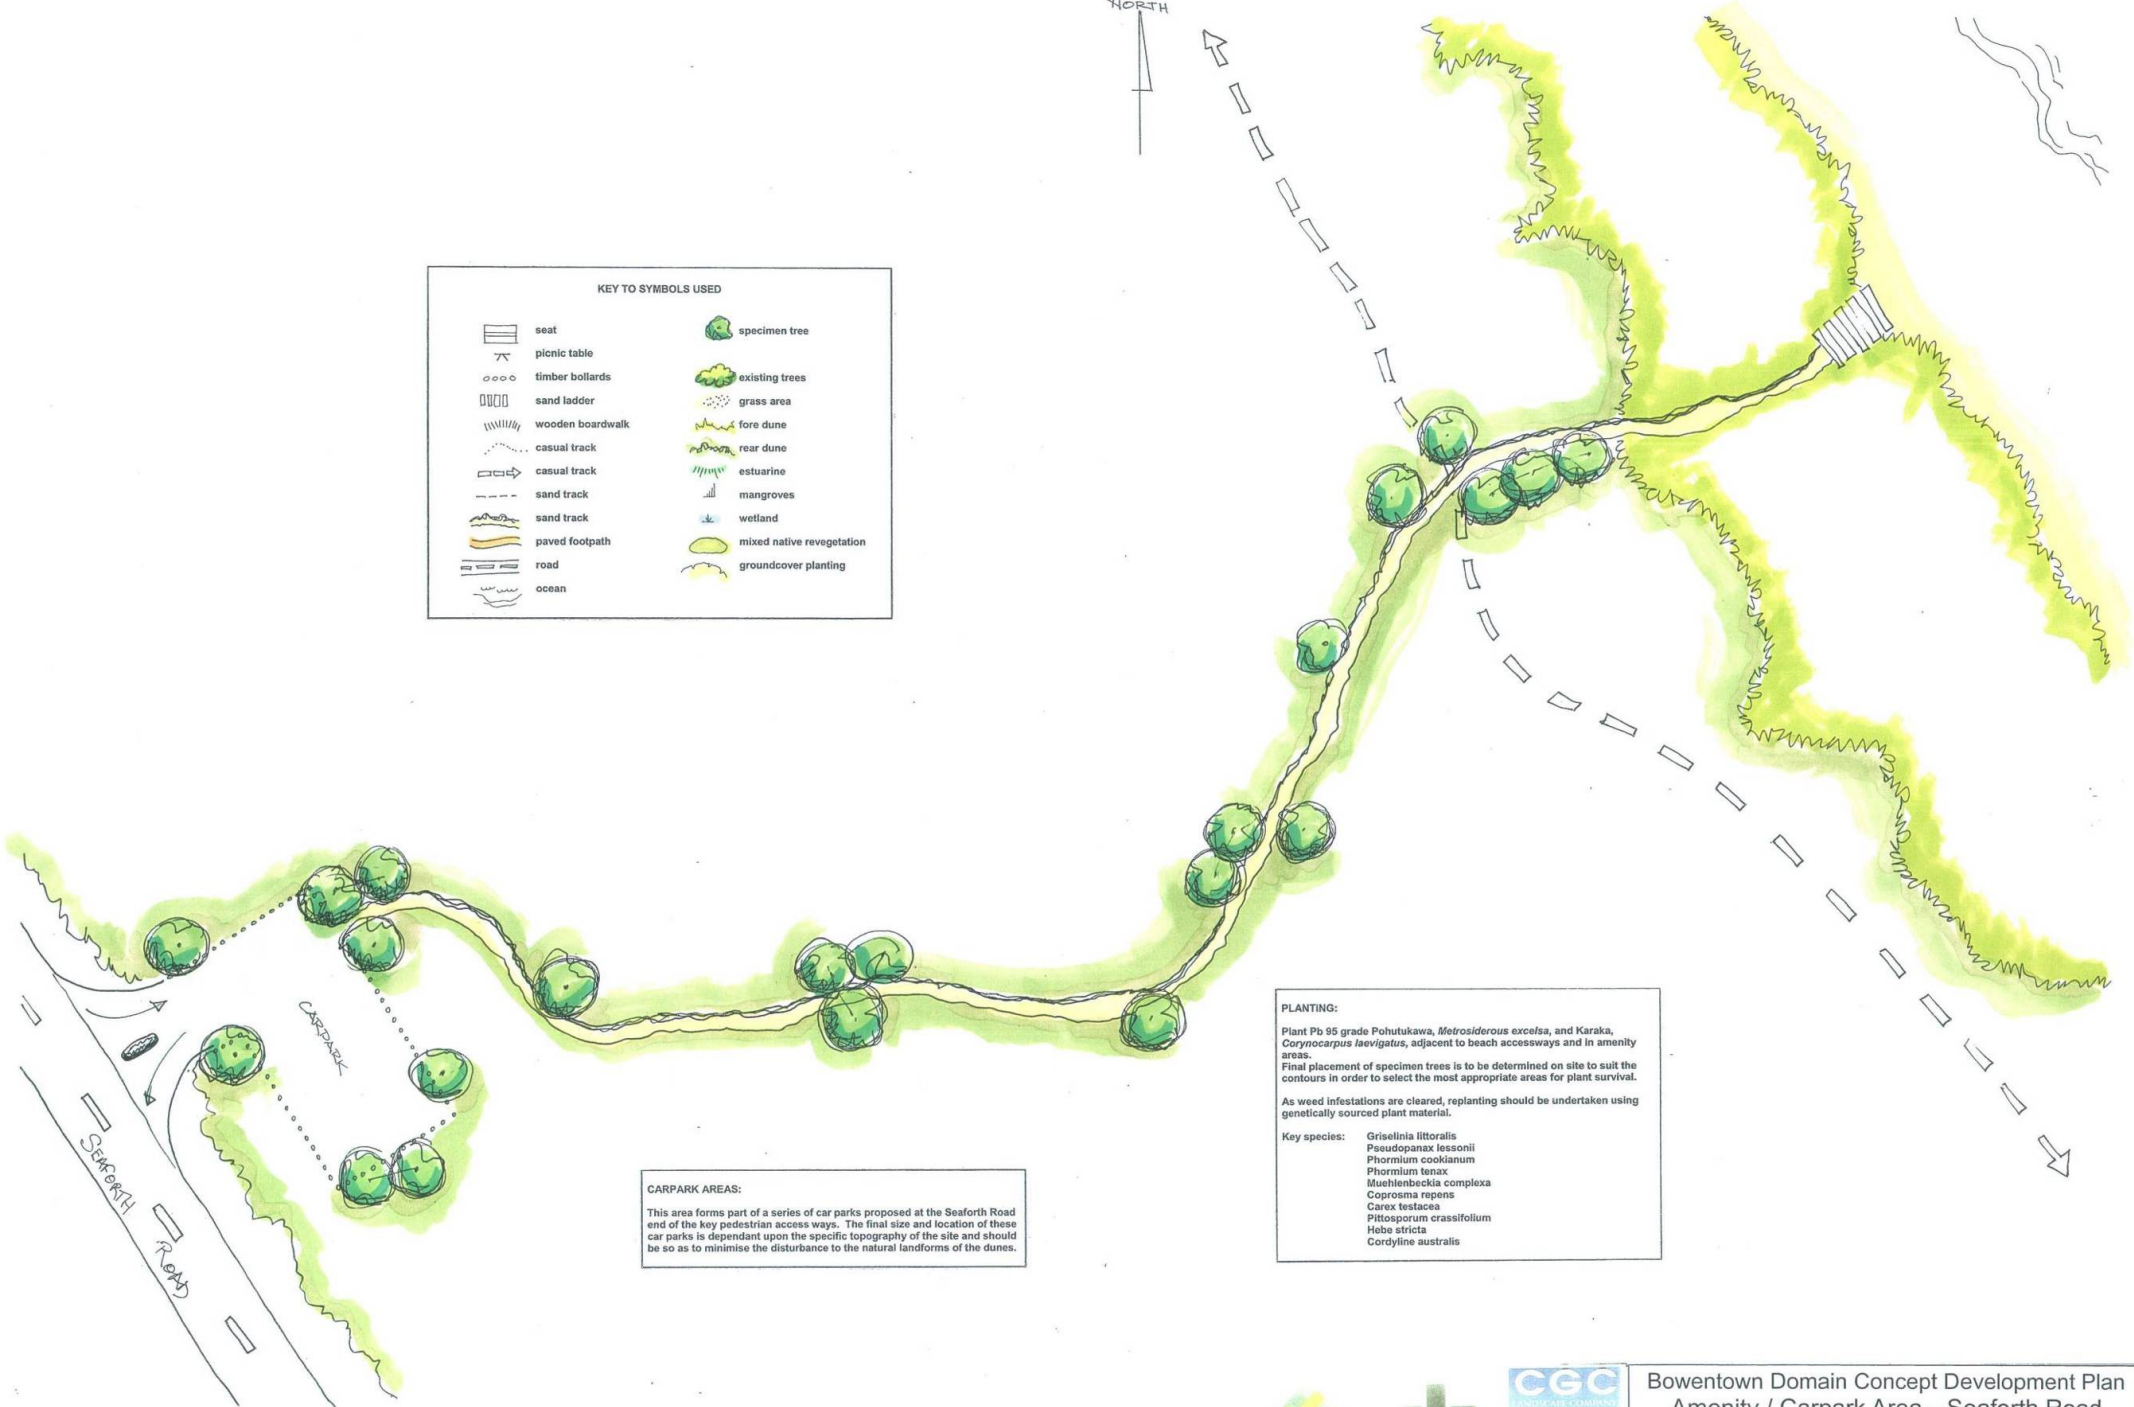 NORTH
KEY TO SYMBOLS USED
seat
picnic table
timber bollards
sand ladder
wooden boardwalk
casual track
casual track
sand track
sand track
paved footpath
road
ocean
specimen tree
existing trees
grass area
fore dune
rear dune
estuarine
mangroves
wetland
mixed native revegetation
groundcover planting
CARPARK
SEAFORTH
ROAD
CARPARK AREAS:
This area forms part of a series of car parks proposed at the Seaforth Road
end of the key pedestrian access ways. The final size and location of these
car parks is dependant upon the specific topography of the site and should
be so as to minimise the disturbance to the natural landforms of the dunes.
PLANTING:
Plant Pb 95 grade Pohutukawa, Metrosiderous excelsa, and Karaka,
Corynocarpus laevigatus, adjacent to beach accessways and in amenity
areas.
Final placement of specimen trees is to be determined on site to suit the
contours in order to select the most appropriate areas for plant survival.
As weed infestations are cleared, replanting should be undertaken using
genetically sourced plant material.
Key species: Griselinia littoralis
Pseudopanax lessonii
Phormium cookianum
Phormium tenax
Muehlenbeckia complexa
Coprosma repens
Carex testacea
Pittosporum crassifolium
Hebe stricta
Cordyline australis
CGC
LANDSCAPE COMPANY
Bowentown Domain Concept Development Plan
Amenity / Carpark Area - Seaforth Road